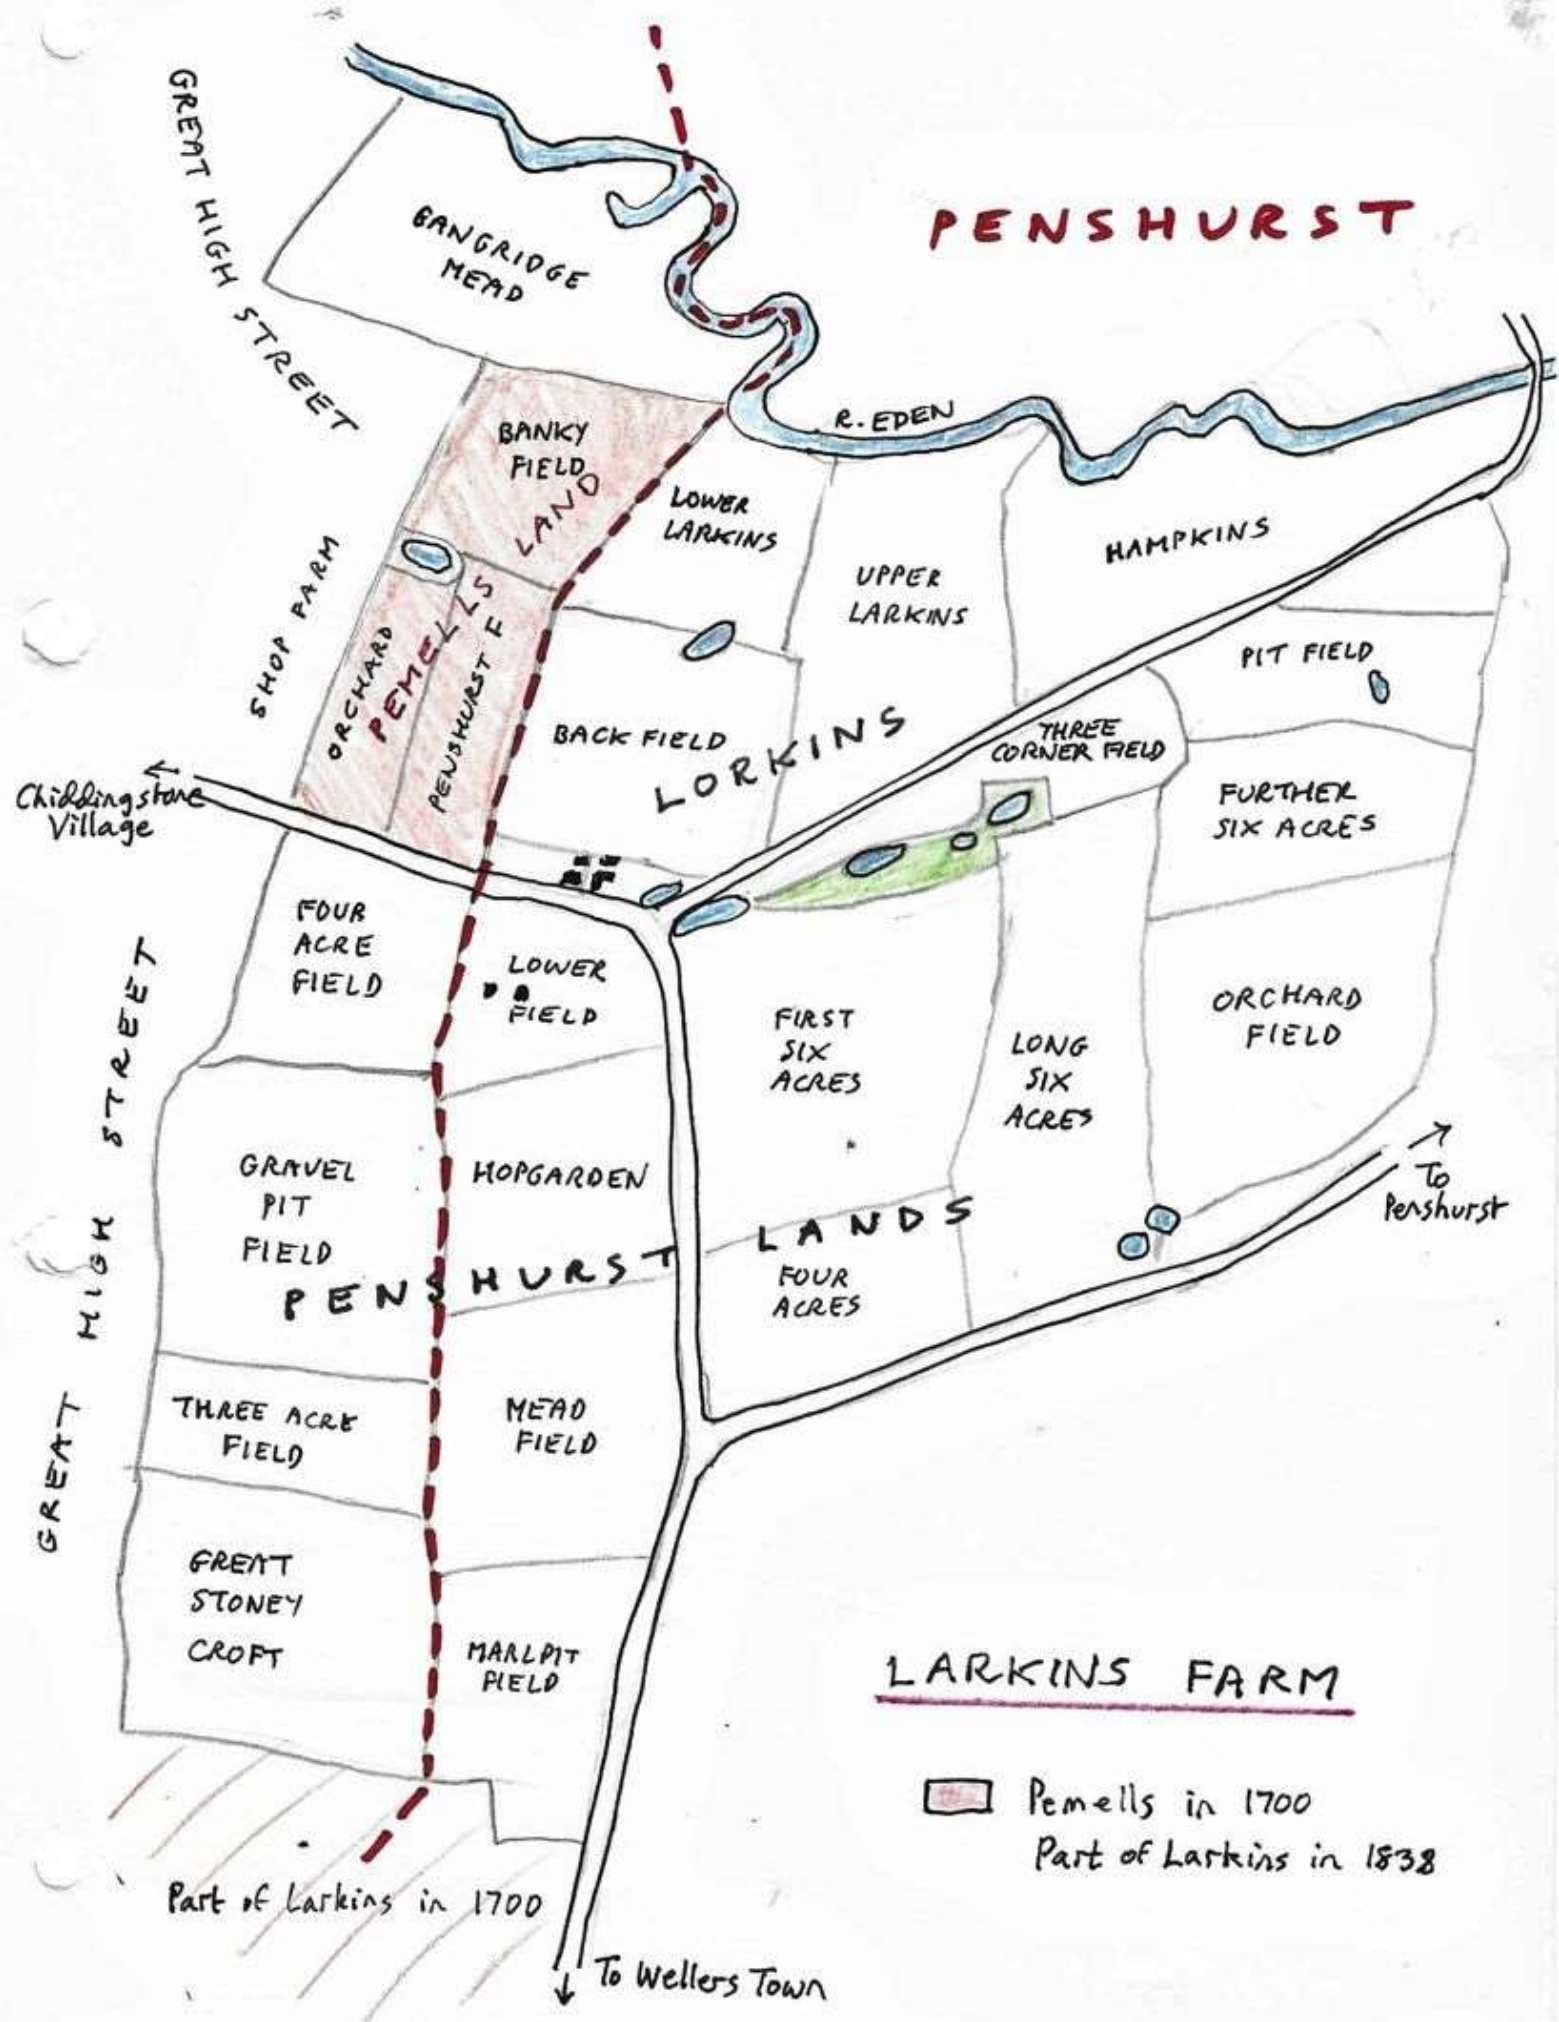 GREAT HIGH STREET
BANGRIDGE
MEAD
PENSHURST
R. EDEN
BANKY
FIELD
PEMELLS LAND
LOWER
LARKINS
UPPER
LARKINS
HAMPKINS
SHOP FARM
ORCHARD
PENSHURST F
PIT FIELD
BACK FIELD
LORKINS
THREE
CORNER FIELD
Chiddingstone
Village
FURTHER
SIX ACRES
FOUR
ACRE
FIELD
LOWER
FIELD
FIRST
SIX
ACRES
LONG
SIX
ACRES
ORCHARD
FIELD
GREAT HIGH STREET
GRAVEL
PIT
FIELD
HOPGARDEN
PENSHURST LANDS
FOUR
ACRES
To
Penshurst
THREE ACRE
FIELD
MEAD
FIELD
GREAT
STONEY
CROFT
MARLPIT
FIELD
LARKINS FARM
Pemells in 1700
Part of Larkins in 1838
Part of Larkins in 1700
To Wellers Town